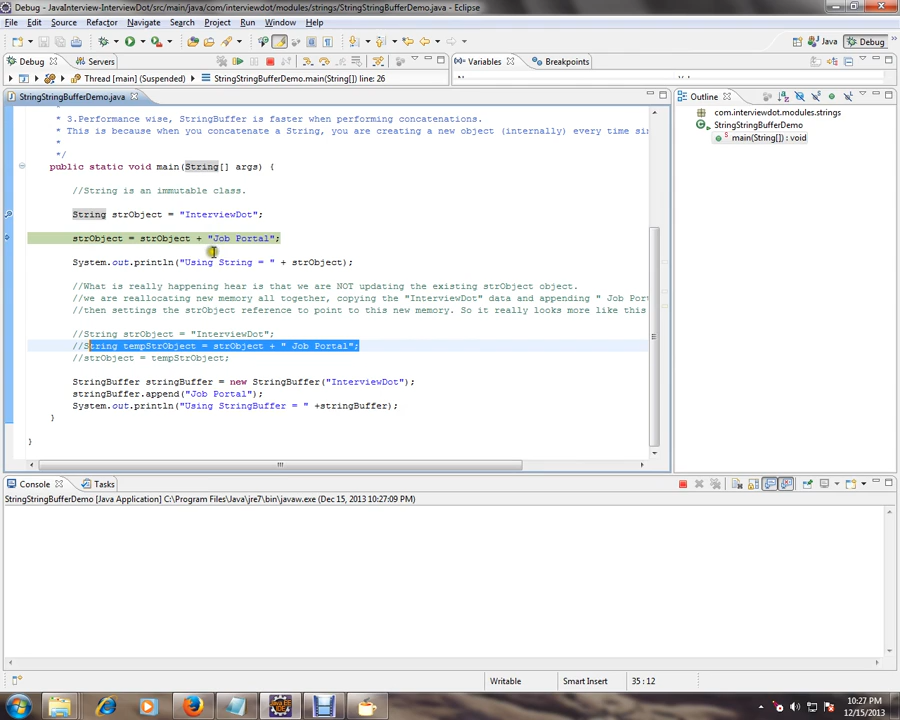 Debug - JavaInterview-InterviewDot/src/main/java/com/interviewdot/modules/strings/StringStringBufferDemo.java - Eclipse
File Edit Source Refactor Navigate Search Project Run Window Help
Java Debug
Debug Servers
Variables Breakpoints
Thread [main] (Suspended) StringStringBufferDemo.main(String[]) line: 26
StringStringBufferDemo.java
Outline
* 3.Performance wise, StringBuffer is faster when performing concatenations.
* This is because when you concatenate a String, you are creating a new object (internally) every time sin
*
*/
public static void main(String[] args) {
//String is an immutable class.
String strObject = "InterviewDot";
strObject = strObject + "Job Portal";
System.out.println("Using String = " + strObject);
//What is really happening hear is that we are NOT updating the existing strObject object.
//we are reallocating new memory all together, copying the "InterviewDot" data and appending " Job Port
//then settings the strObject reference to point to this new memory. So it really looks more like this
//String strObject = "InterviewDot";
//String tempStrObject = strObject + " Job Portal";
//strObject = tempStrObject;
StringBuffer stringBuffer = new StringBuffer("InterviewDot");
stringBuffer.append("Job Portal");
System.out.println("Using StringBuffer = " +stringBuffer);
}
}
com.interviewdot.modules.strings
StringStringBufferDemo
main(String[]) : void
Console Tasks
StringStringBufferDemo [Java Application] C:\Program Files\Java\jre7\bin\javaw.exe (Dec 15, 2013 10:27:09 PM)
Writable Smart Insert 35 : 12
10:27 PM
12/15/2013